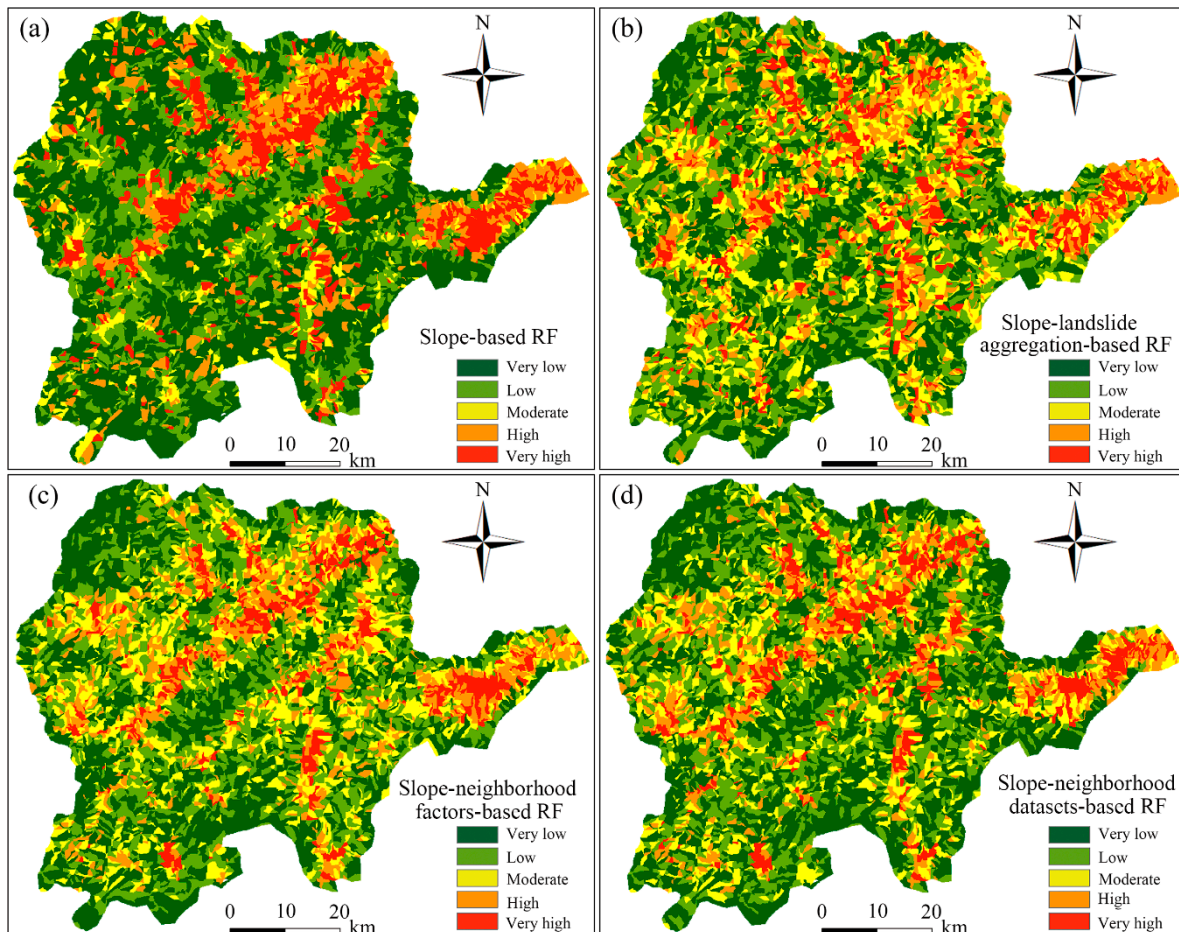 (a)
N
Slope-based RF
Very low
Low
Moderate
High
Very high
0 10 20
km
(b)
N
Slope-landslide
aggregation-based RF
Very low
Low
Moderate
High
Very high
0 10 20
km
(c)
N
Slope-neighborhood
factors-based RF
Very low
Low
Moderate
High
Very high
0 10 20
km
(d)
N
Slope-neighborhood
datasets-based RF
Very low
Low
Moderate
High
Very high
0 10 20
km